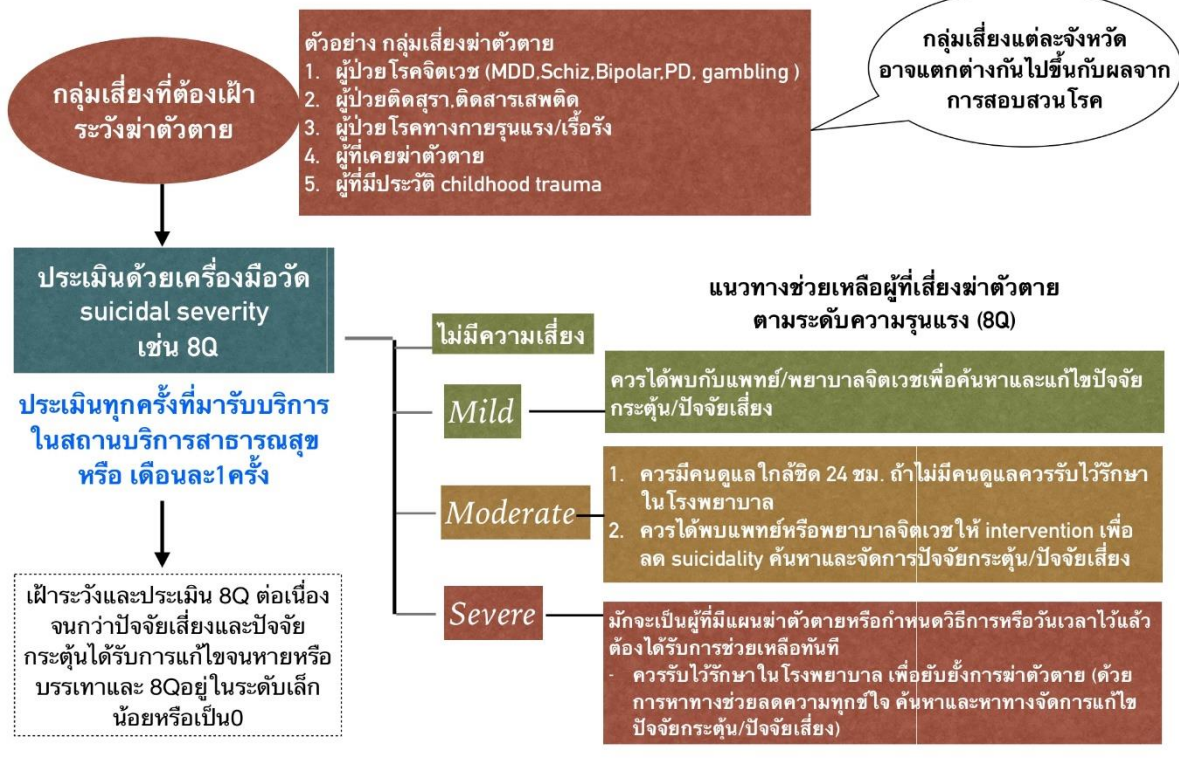 กลุ่มเสี่ยงที่ต้องเฝ้า
ระวังฆ่าตัวตาย
ตัวอย่าง กลุ่มเสี่ยงฆ่าตัวตาย
1. ผู้ป่วยโรคจิตเวช (MDD,Schiz,Bipolar,PD, gambling )
2. ผู้ป่วยติดสุรา,ติดสารเสพติด
3. ผู้ป่วยโรคทางกายรุนแรง/เรื้อรัง
4. ผู้ที่เคยฆ่าตัวตาย
5. ผู้ที่มีประวัติ childhood trauma
กลุ่มเสี่ยงแต่ละจังหวัด
อาจแตกต่างกันไปขึ้นกับผลจาก
การสอบสวนโรค
ประเมินด้วยเครื่องมือวัด
suicidal severity
เช่น 8Q
ประเมินทุกครั้งที่มารับบริการ
ในสถานบริการสาธารณสุข
หรือ เดือนละ1ครั้ง
เฝ้าระวังและประเมิน 8Q ต่อเนื่อง
จนกว่าปัจจัยเสี่ยงและปัจจัย
กระตุ้นได้รับการแก้ไขจนหายหรือ
บรรเทาและ 8Qอยู่ในระดับเล็ก
น้อยหรือเป็น0
แนวทางช่วยเหลือผู้ที่เสี่ยงฆ่าตัวตาย
ตามระดับความรุนแรง (8Q)
ไม่มีความเสี่ยง
Mild
ควรได้พบกับแพทย์/พยาบาลจิตเวชเพื่อค้นหาและแก้ไขปัจจัย
กระตุ้น/ปัจจัยเสี่ยง
Moderate
1. ควรมีคนดูแลใกล้ชิด 24 ชม. ถ้าไม่มีคนดูแลควรรับไว้รักษา
ในโรงพยาบาล
2. ควรได้พบแพทย์หรือพยาบาลจิตเวชให้ intervention เพื่อ
ลด suicidality ค้นหาและจัดการปัจจัยกระตุ้น/ปัจจัยเสี่ยง
Severe
มักจะเป็นผู้ที่มีแผนฆ่าตัวตายหรือกำหนดวิธีการหรือวันเวลาไว้แล้ว
ต้องได้รับการช่วยเหลือทันที
- ควรรับไว้รักษาในโรงพยาบาล เพื่อยับยั้งการฆ่าตัวตาย (ด้วย
การหาทางช่วยลดความทุกข์ใจ ค้นหาและหาทางจัดการแก้ไข
ปัจจัยกระตุ้น/ปัจจัยเสี่ยง)